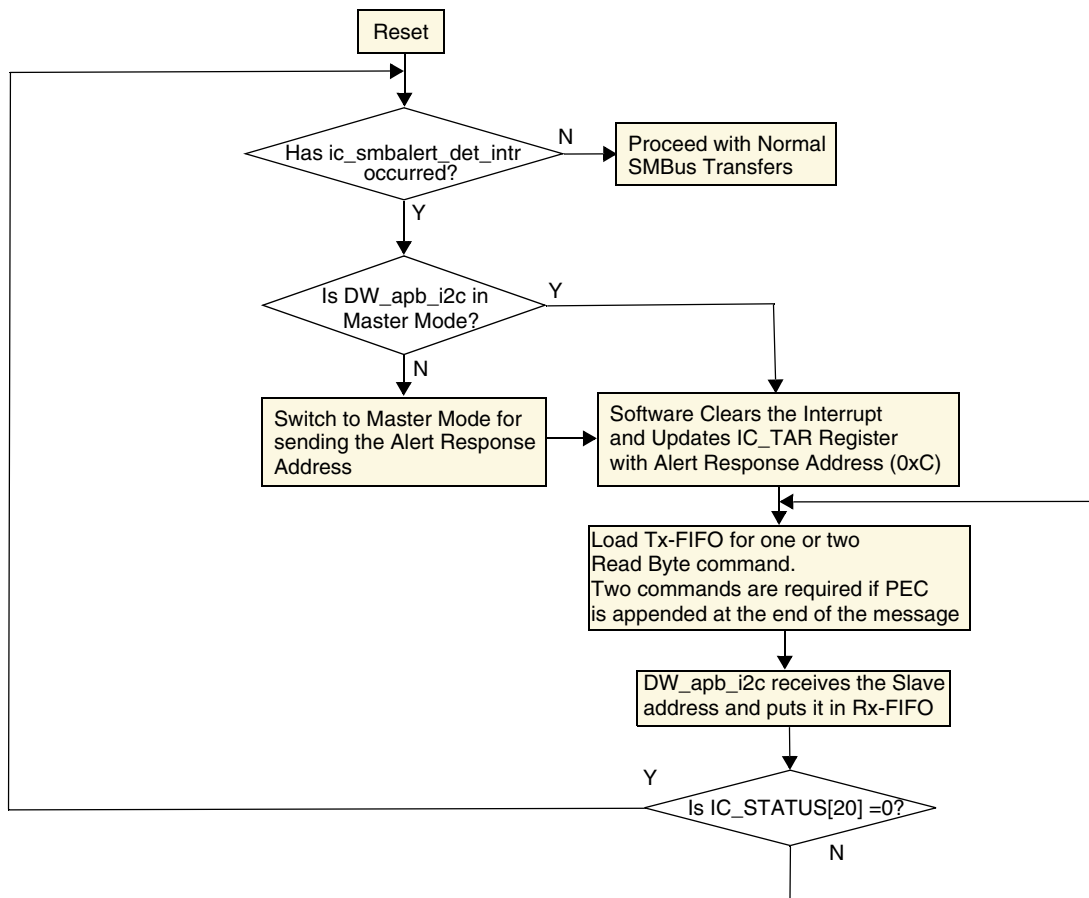 Reset
Has ic_smbalert_det_intr
occurred?
N
Proceed with Normal
SMBus Transfers
Y
Is DW_apb_i2c in
Master Mode?
Y
N
Switch to Master Mode for
sending the Alert Response
Address
Software Clears the Interrupt
and Updates IC_TAR Register
with Alert Response Address (0xC)
Load Tx-FIFO for one or two
Read Byte command.
Two commands are required if PEC
is appended at the end of the message
DW_apb_i2c receives the Slave
address and puts it in Rx-FIFO
Y
Is IC_STATUS[20] =0?
N